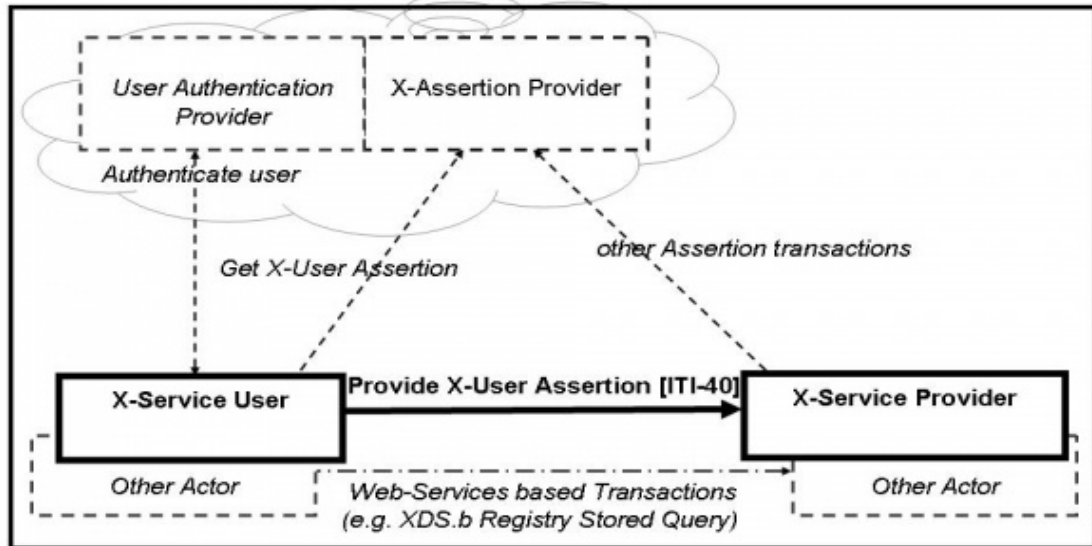 User Authentication
Provider
X-Assertion Provider
Authenticate user
Get X-User Assertion
other Assertion transactions
Provide X-User Assertion [ITI-40]
X-Service User
X-Service Provider
Other Actor
Web-Services based Transactions
(e.g. XDS.b Registry Stored Query)
Other Actor